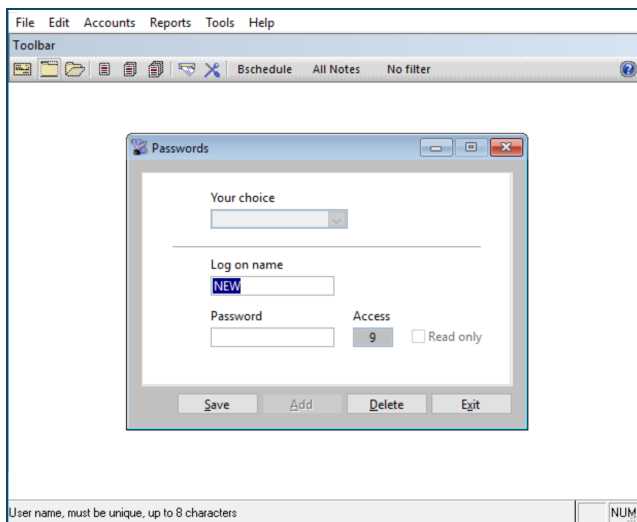 File Edit Accounts Reports Tools Help
Toolbar
Bschedule All Notes No filter
Passwords
Your choice
Log on name
NEW
Password Access
9 Read only
Save Add Delete Exit
User name, must be unique, up to 8 characters NUM